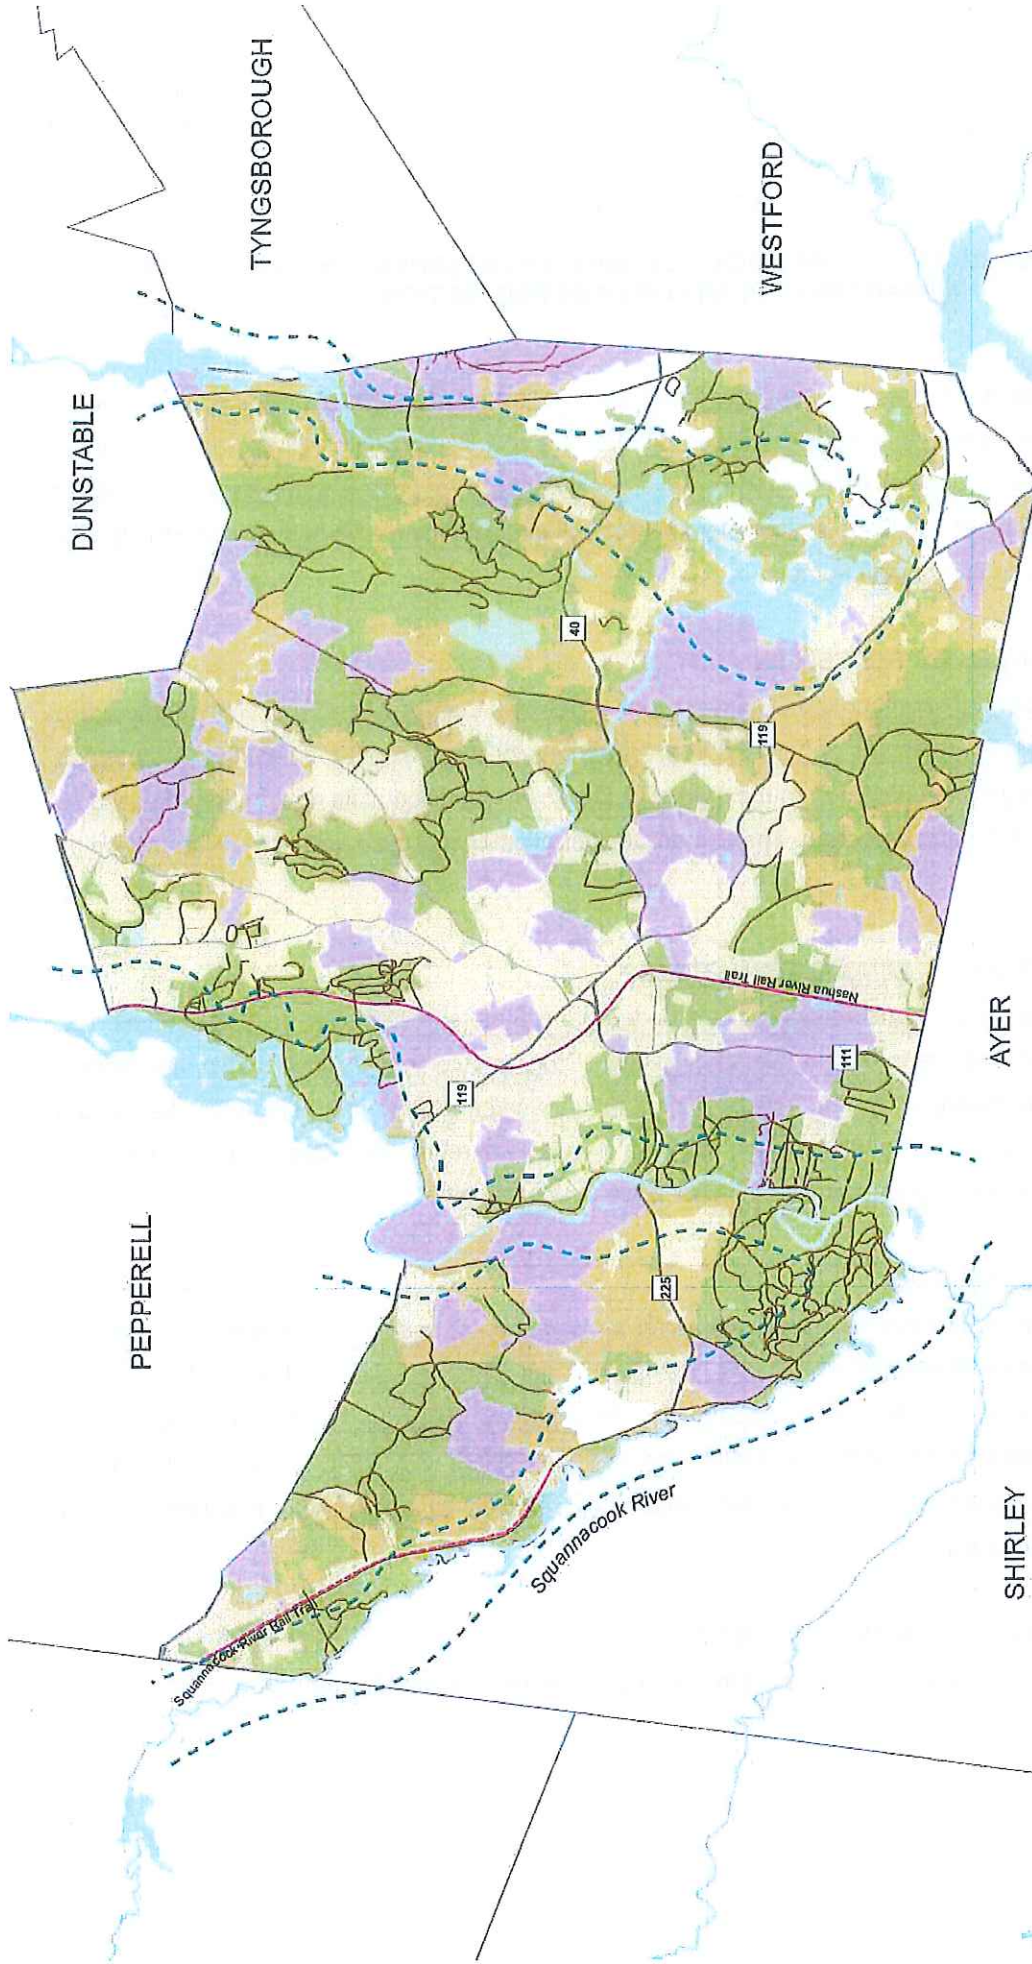 TYNGSBOROUGH
DUNSTABLE
WESTFORD
PEPPERELL
40
119
119
Nashua River Rail Trail
111
AYER
225
Squannacook River
Squannacook River Rail Trail
SHIRLEY